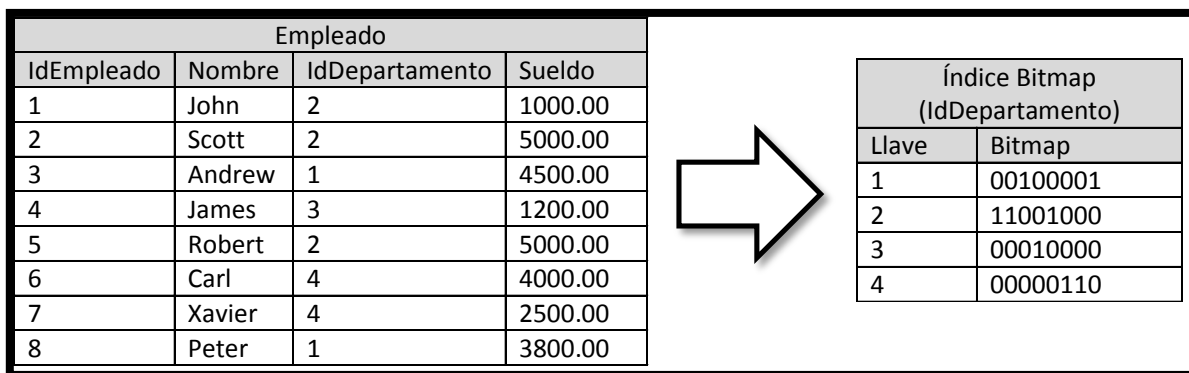 Empleado
IdEmpleado Nombre IdDepartamento Sueldo
1 John 2 1000.00
2 Scott 2 5000.00
3 Andrew 1 4500.00
4 James 3 1200.00
5 Robert 2 5000.00
6 Carl 4 4000.00
7 Xavier 4 2500.00
8 Peter 1 3800.00
Índice Bitmap
(IdDepartamento)
Llave Bitmap
1 00100001
2 11001000
3 00010000
4 00000110